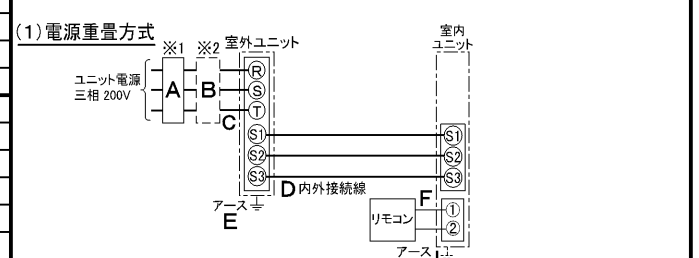 (1)電源重畳方式
※1 ※2 室外ユニット
室内
ユニット
ユニット電源
三相 200V
A
B
C
R
S
T
S1
S2
S3
S1
S2
S3
D 内外接続線
アース
E
リモコン
F
①
②
アース